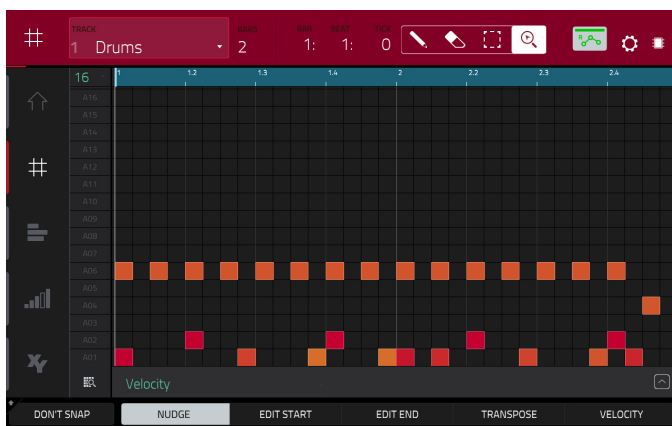 TRACK
BARS
BAR
BEAT
1 Drums
2
1:
1:
0
16
1
1.2
1.3
1.4
2
2.2
2.3
2.4
A16
A15
A14
A13
A12
A11
A10
A09
A08
A07
A06
A05
A04
A03
A02
A01
XY
Velocity
DON'T SNAP
NUDGE
EDIT START
EDIT END
TRANSPOSE
VELOCITY